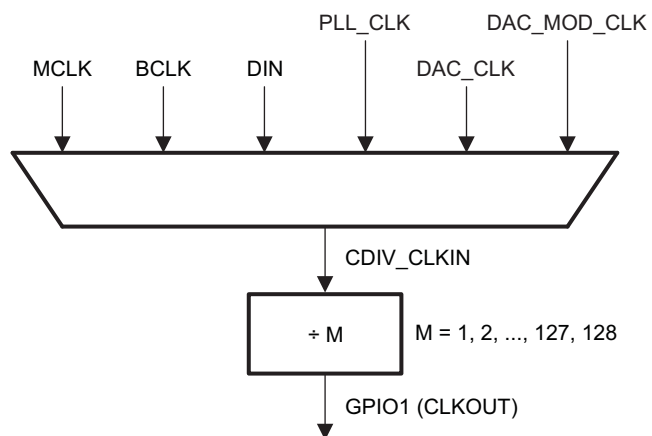 PLL_CLK DAC_MOD_CLK
MCLK BCLK DIN DAC_CLK
CDIV_CLKIN
÷ M M = 1, 2, ..., 127, 128
GPIO1 (CLKOUT)